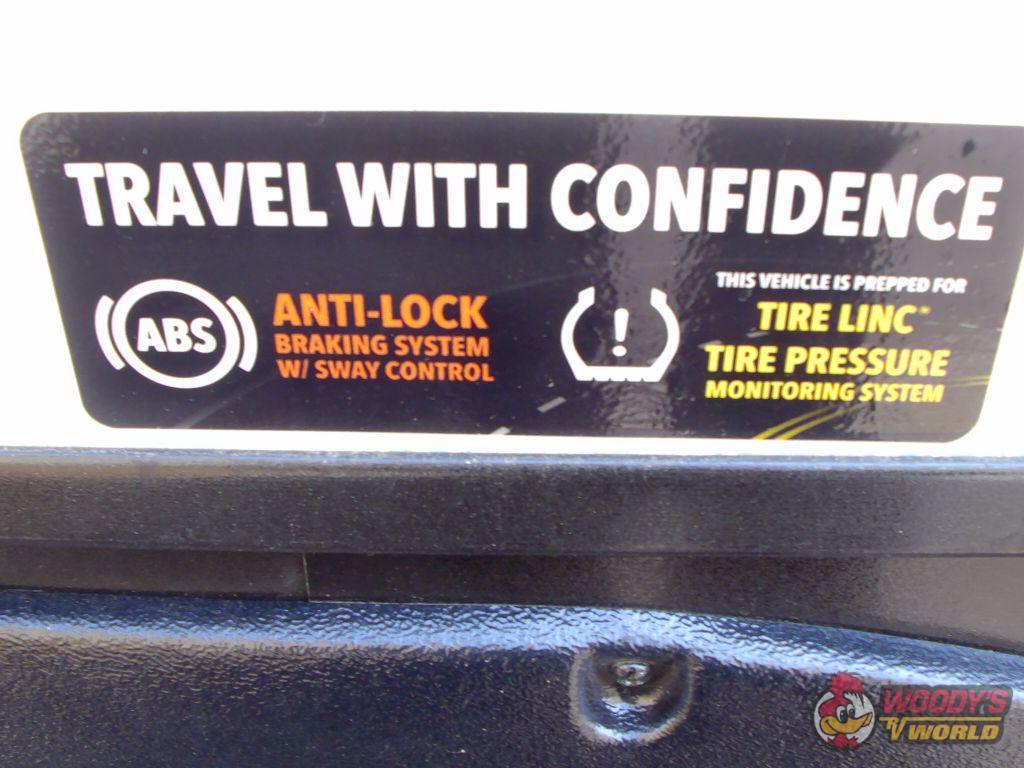 TRAVEL WITH CONFIDENCE
ABS
ANTI-LOCK
BRAKING SYSTEM
W/ SWAY CONTROL
!
THIS VEHICLE IS PREPPED FOR
TIRE LINC™
TIRE PRESSURE
MONITORING SYSTEM
WOODY'S
RV WORLD